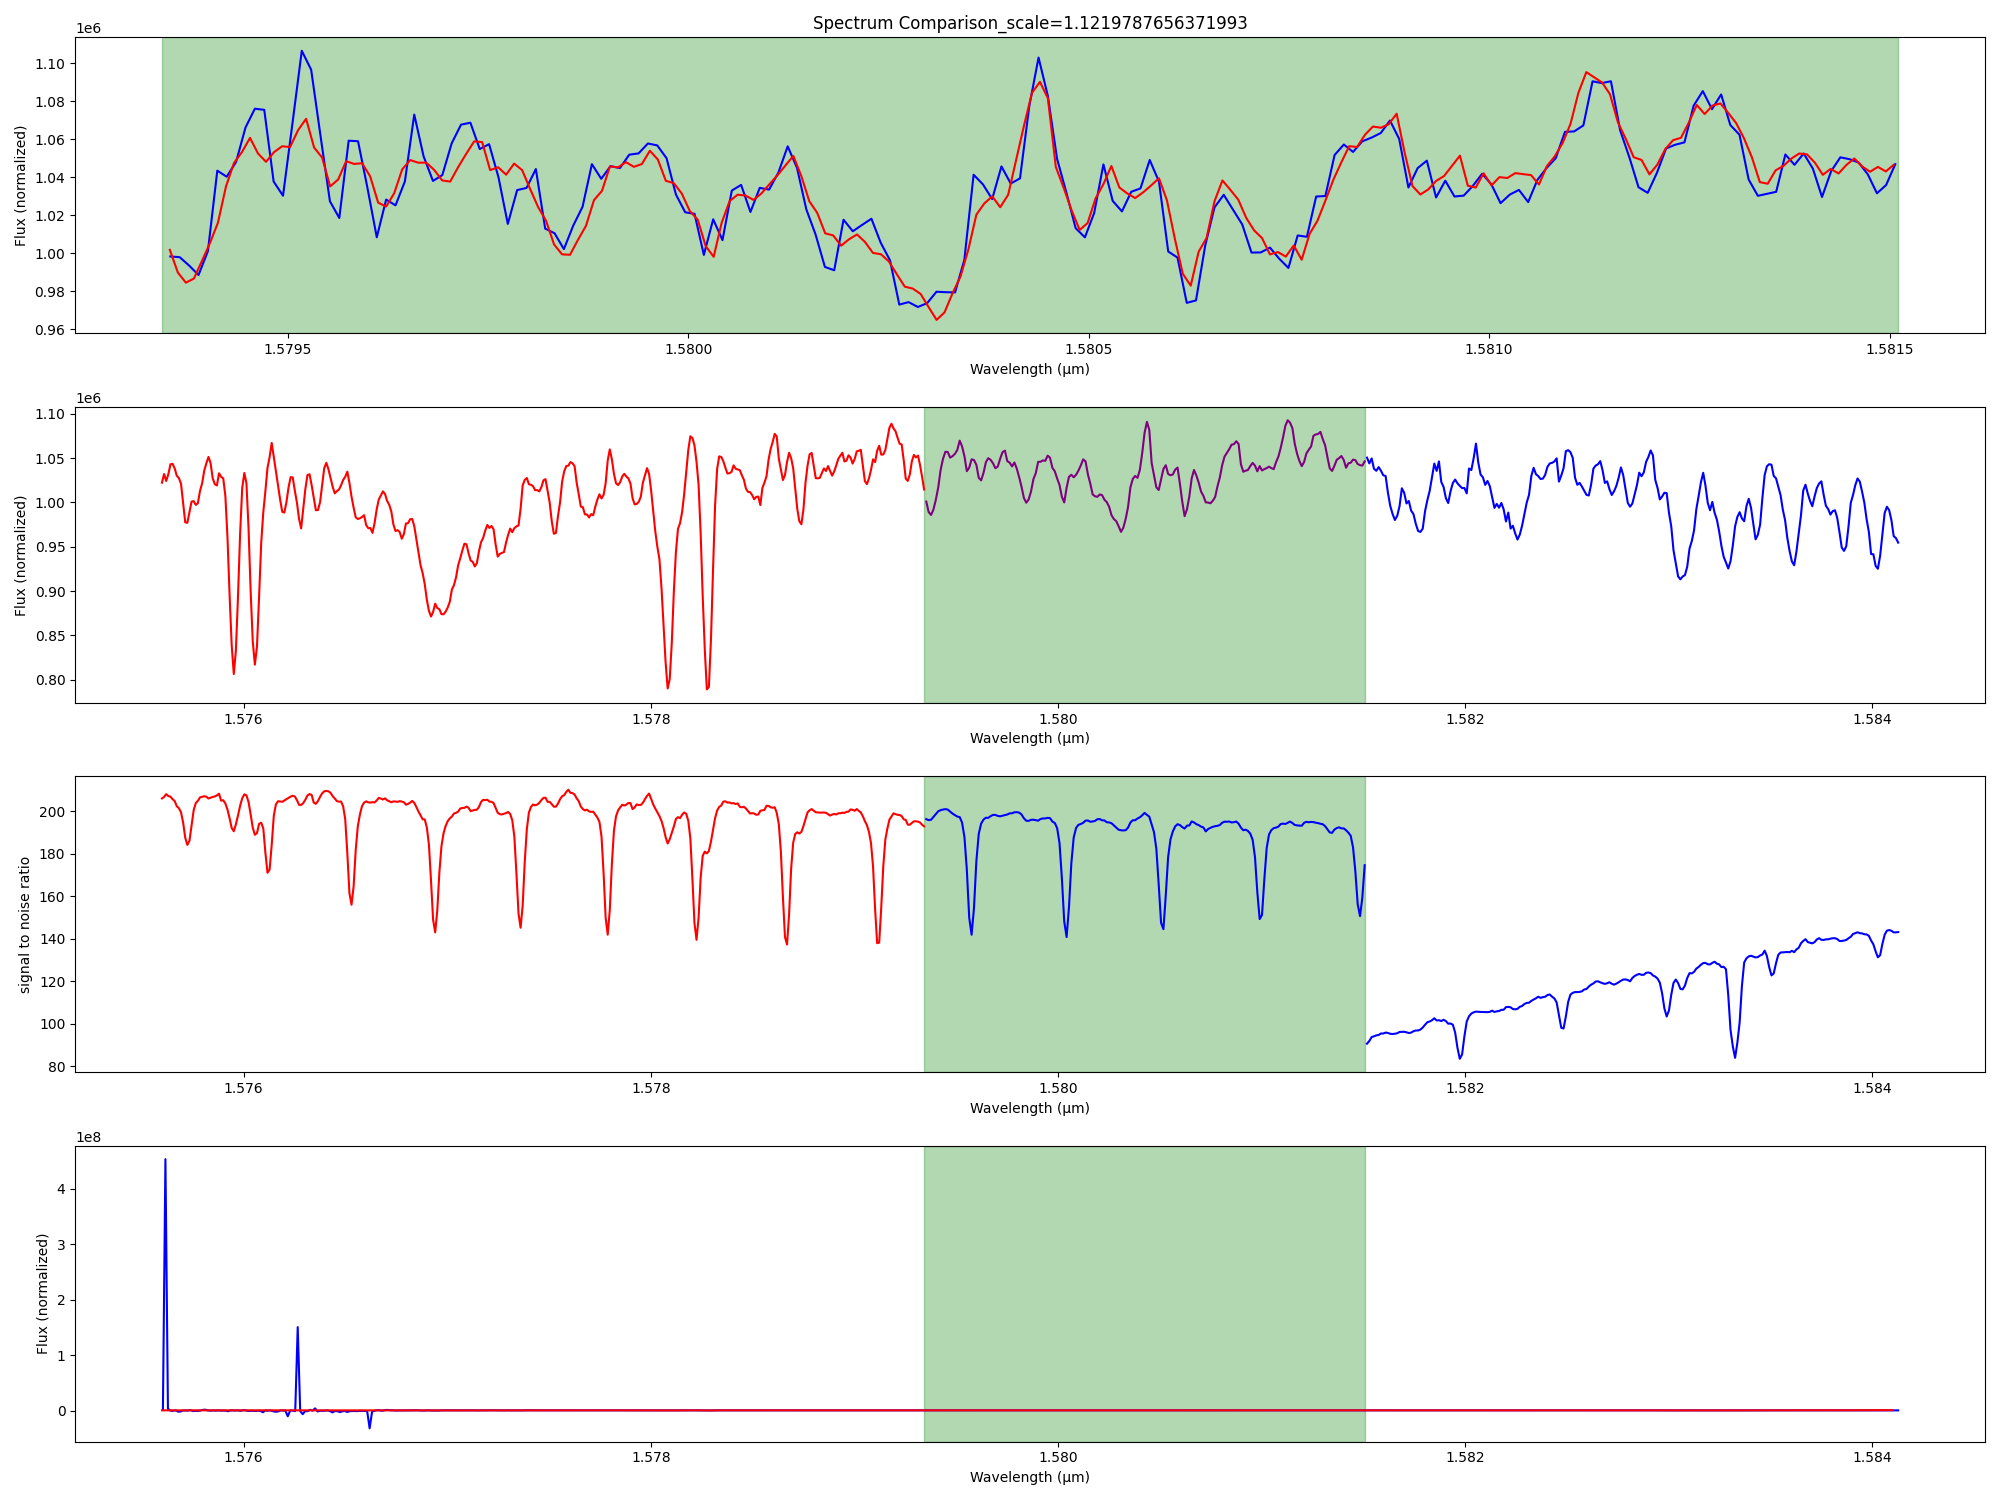 Spectrum Comparison_scale=1.1219787656371993
1e6
1.10
1.08
1.06
1.04
1.02
1.00
0.98
0.96
Flux (normalized)
1.5795 1.5800 1.5805 1.5810 1.5815
Wavelength (μm)
1e6
1.10
1.05
1.00
0.95
0.90
0.85
0.80
Flux (normalized)
1.576 1.578 1.580 1.582 1.584
Wavelength (μm)
200
180
160
140
120
100
80
signal to noise ratio
1.576 1.578 1.580 1.582 1.584
Wavelength (μm)
1e8
4
3
2
1
0
Flux (normalized)
1.576 1.578 1.580 1.582 1.584
Wavelength (μm)